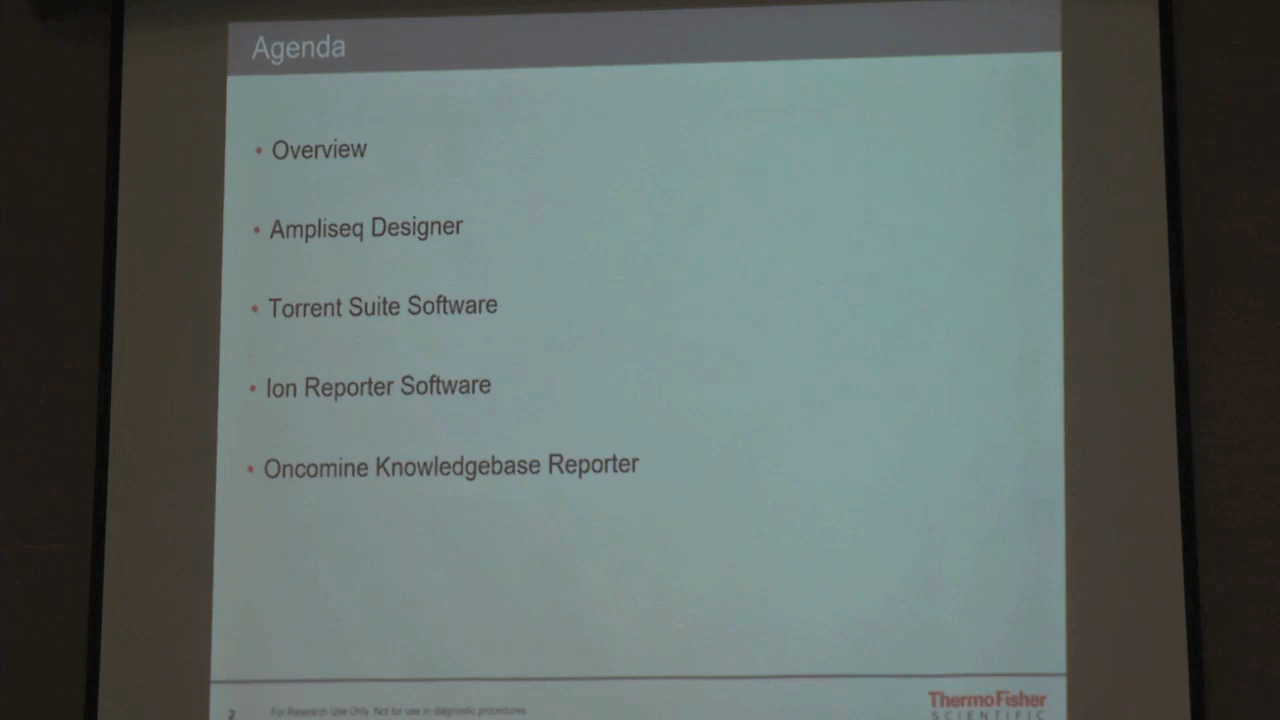 Agenda
• Overview
• Ampliseq Designer
• Torrent Suite Software
• Ion Reporter Software
• Oncomine Knowledgebase Reporter
2
For Research Use Only. Not for use in diagnostic procedures.
ThermoFisher
SCIENTIFIC